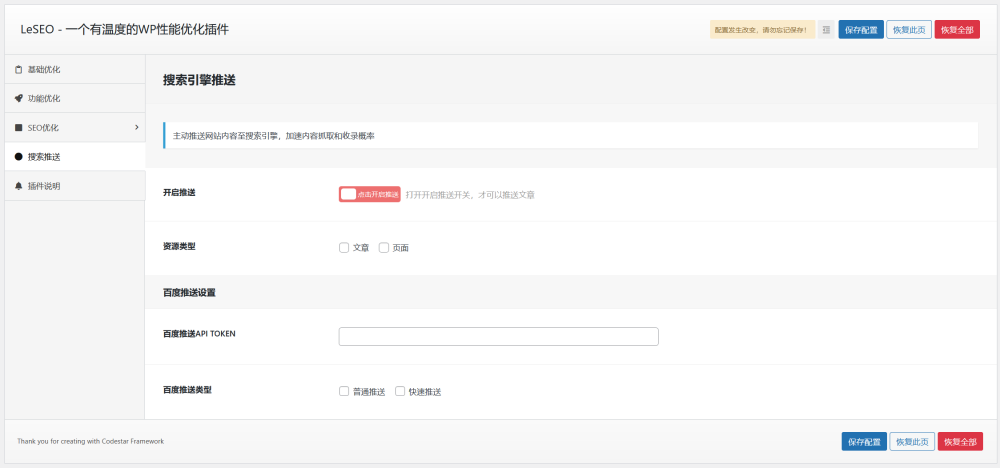 LeSEO - 一个有温度的WP性能优化插件
配置发生改变，请勿忘记保存！
保存配置
恢复此页
恢复全部
基础优化
功能优化
SEO优化
搜索推送
插件说明
搜索引擎推送
主动推送网站内容至搜索引擎，加速内容抓取和收录概率
开启推送
点击开启推送
打开开启推送开关，才可以推送文章
资源类型
文章
页面
百度推送设置
百度推送API TOKEN
百度推送类型
普通推送
快速推送
Thank you for creating with Codestar Framework
保存配置
恢复此页
恢复全部